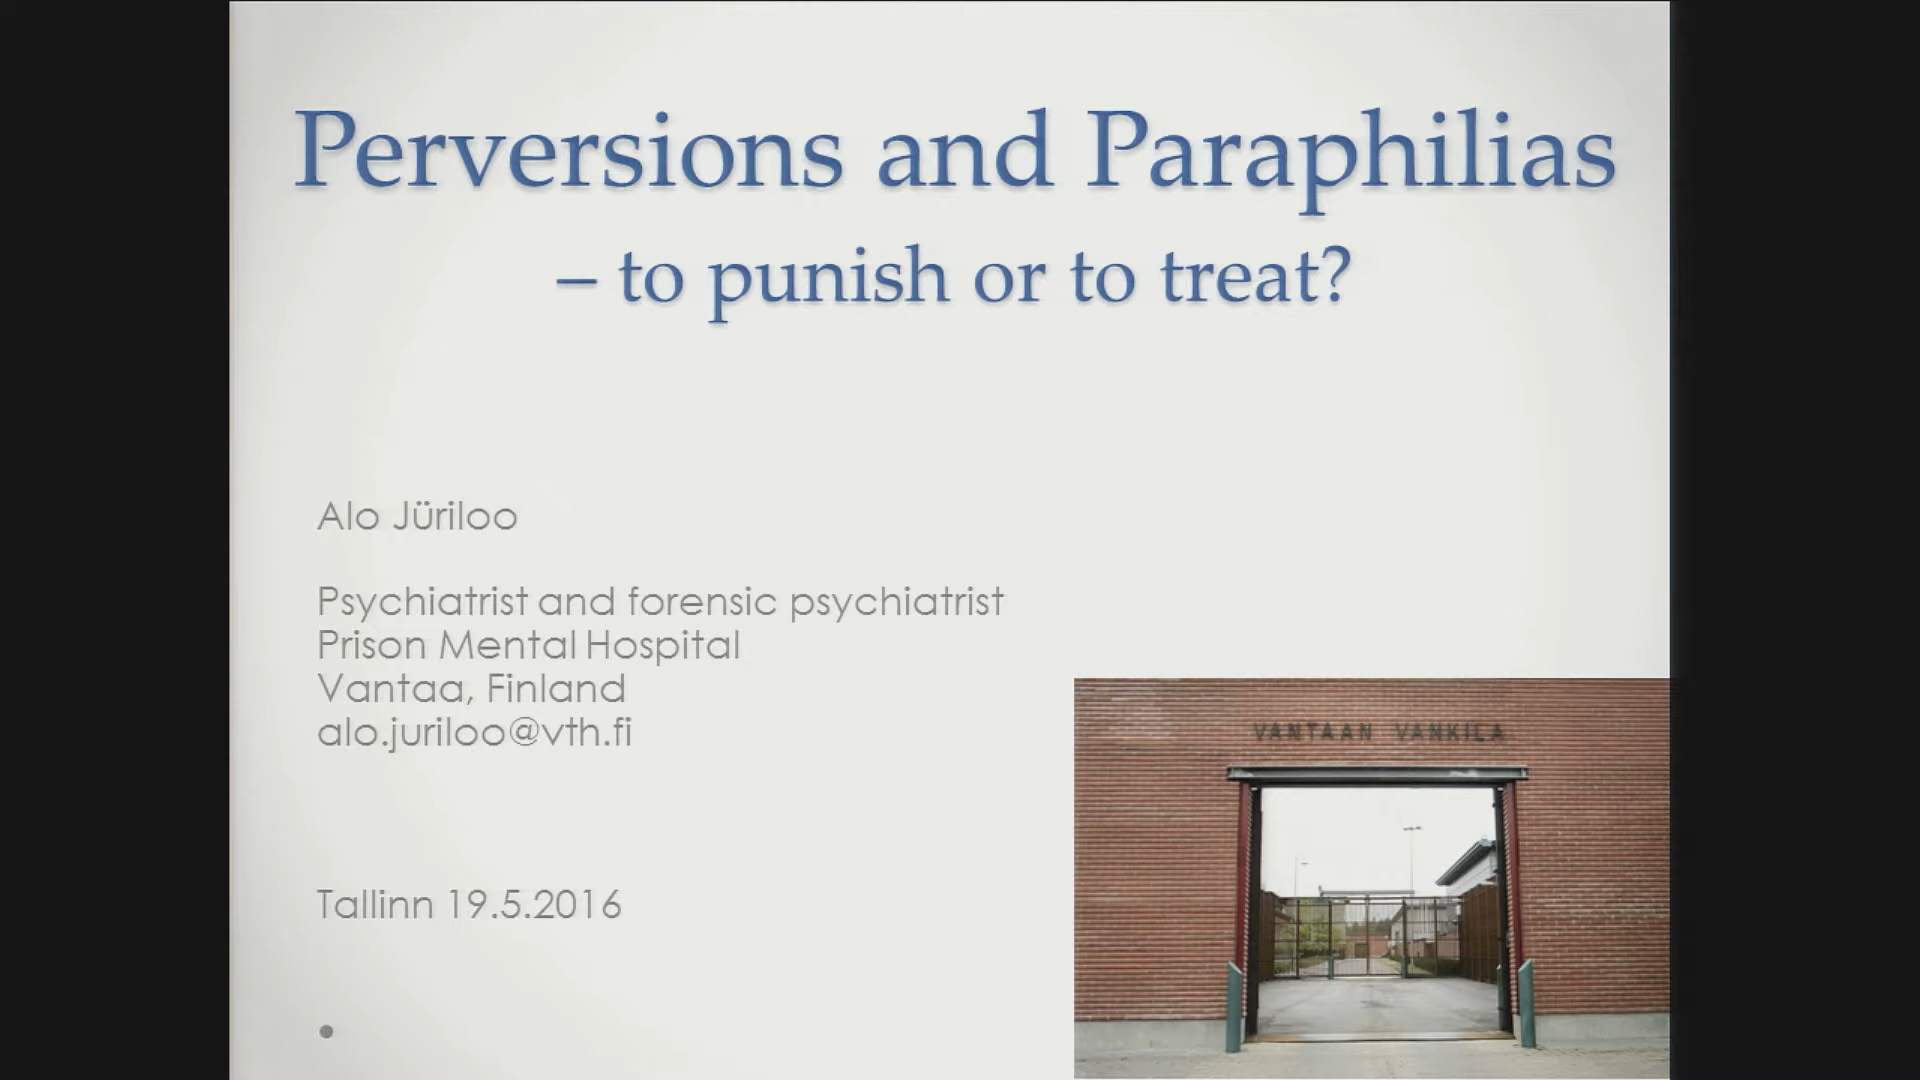 Perversions and Paraphilias
– to punish or to treat?
Alo Jüriloo
Psychiatrist and forensic psychiatrist
Prison Mental Hospital
Vantaa, Finland
alo.juriloo@vth.fi
Tallinn 19.5.2016
VANTAAN VANKILA